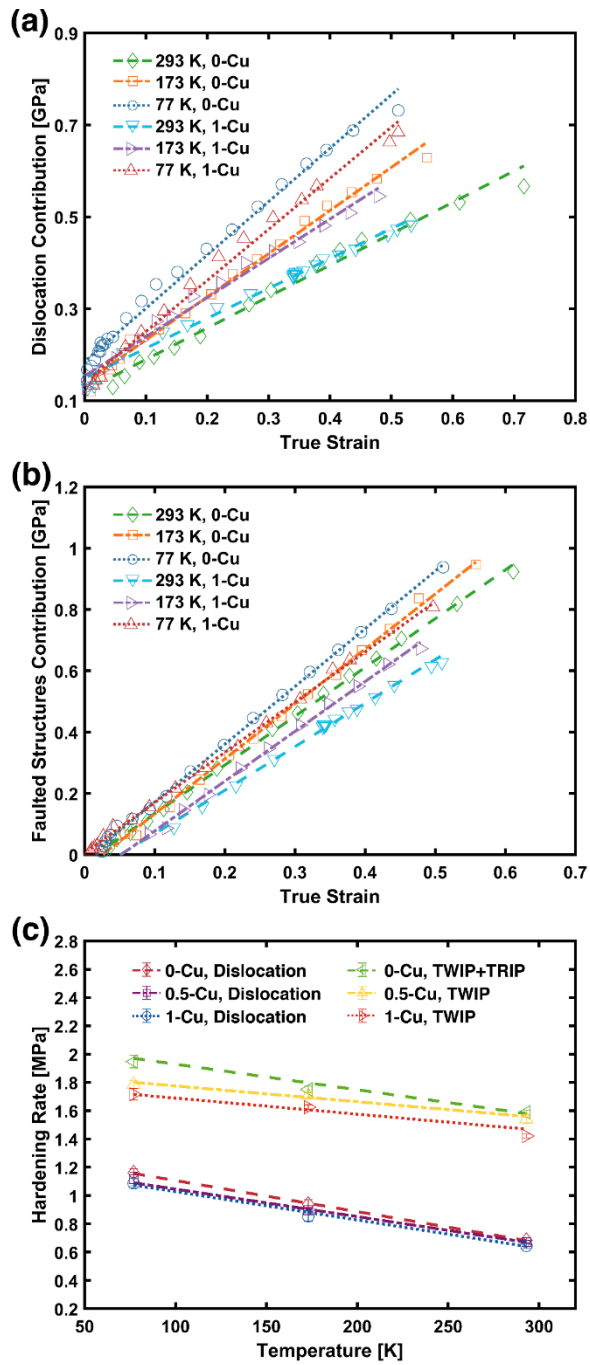 (a)
0.9
0.7
0.5
0.3
0.1
Dislocation Contribution [GPa]
293 K, 0-Cu
173 K, 0-Cu
77 K, 0-Cu
293 K, 1-Cu
173 K, 1-Cu
77 K, 1-Cu
0 0.1 0.2 0.3 0.4 0.5 0.6 0.7 0.8
True Strain
(b)
1.2
1
0.8
0.6
0.4
0.2
0
Faulted Structures Contribution [GPa]
293 K, 0-Cu
173 K, 0-Cu
77 K, 0-Cu
293 K, 1-Cu
173 K, 1-Cu
77 K, 1-Cu
0 0.1 0.2 0.3 0.4 0.5 0.6 0.7
True Strain
(c)
2.8
2.6
2.4
2.2
2
1.8
1.6
1.4
1.2
1
0.8
0.6
0.4
0.2
Hardening Rate [MPa]
0-Cu, Dislocation
0.5-Cu, Dislocation
1-Cu, Dislocation
0-Cu, TWIP+TRIP
0.5-Cu, TWIP
1-Cu, TWIP
50 100 150 200 250 300
Temperature [K]